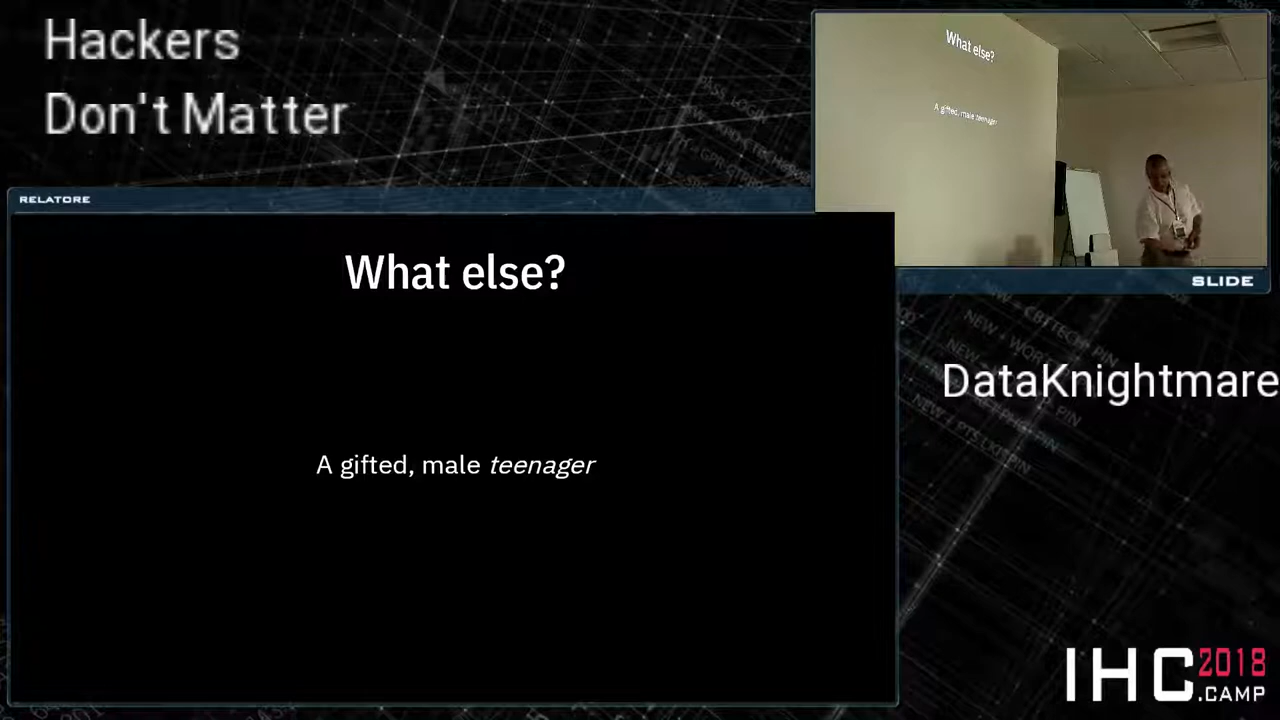 Hackers
Don't Matter
RELATORE
What else?
A gifted, male teenager
What else?
A gifted, male teenager
SLIDE
DataKnightmare
IHC 2018
.CAMP